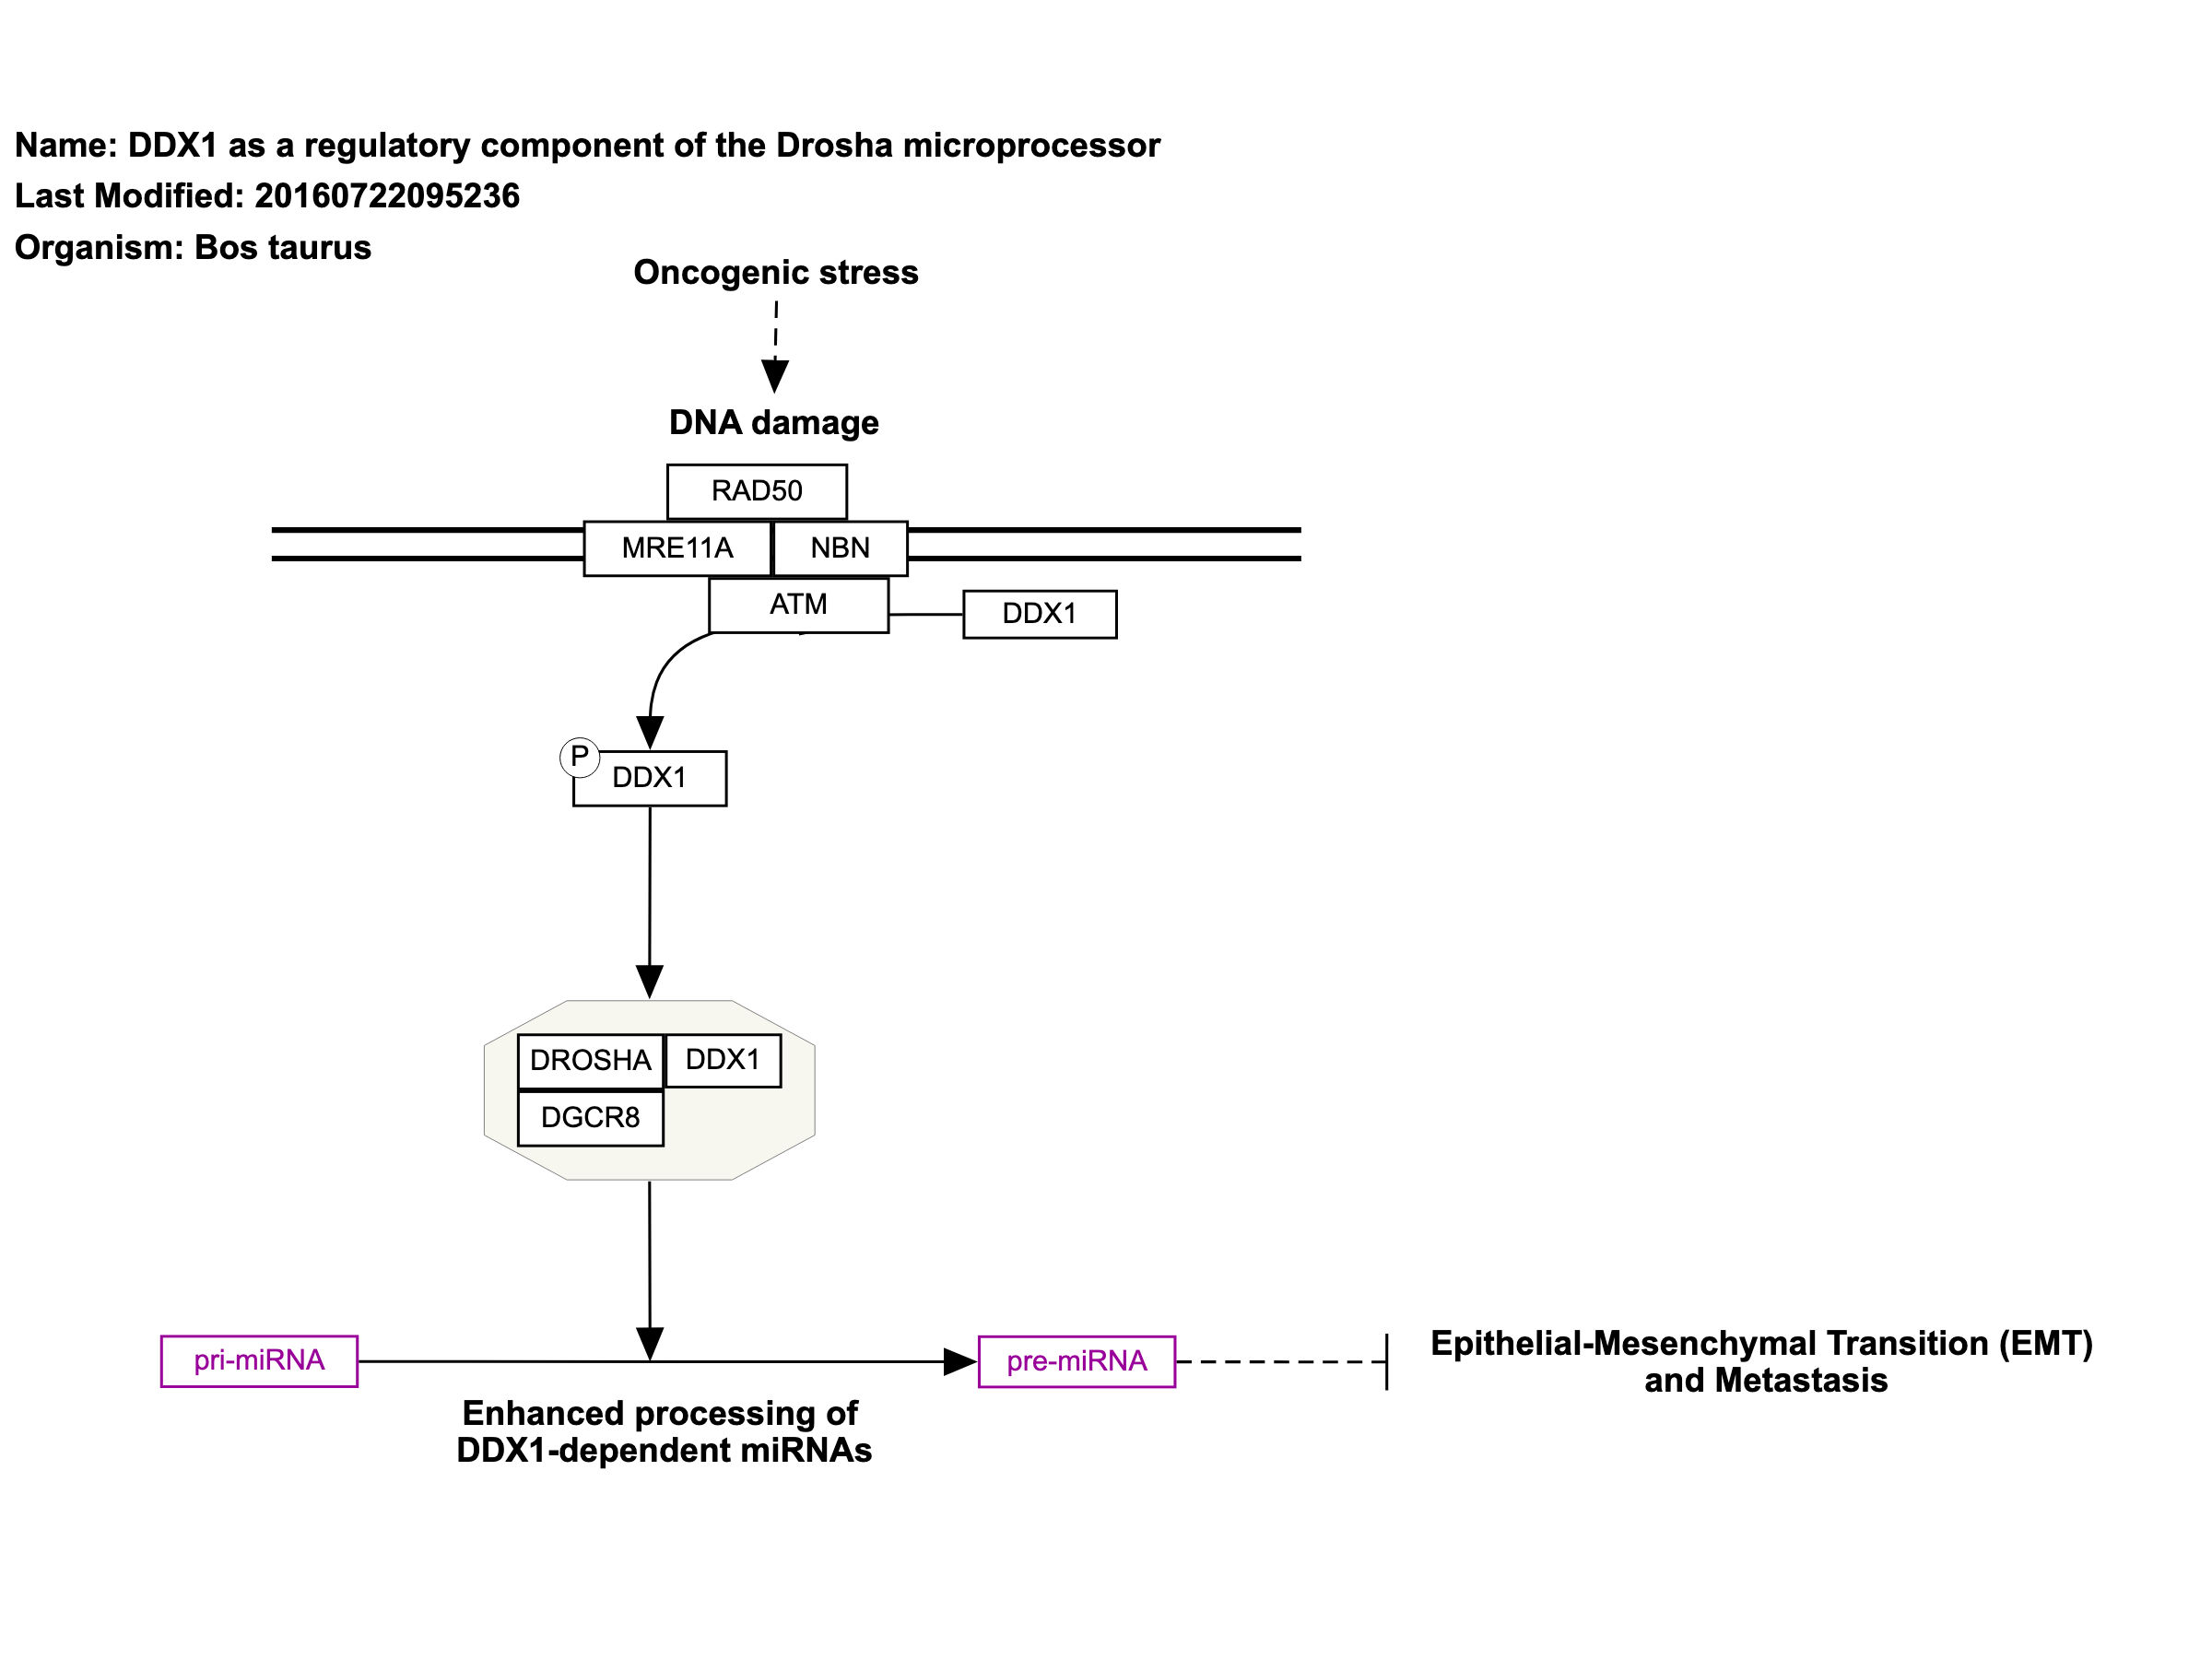 Name: DDX1 as a regulatory component of the Drosha microprocessor
Last Modified: 20160722095236
Organism: Bos taurus
Oncogenic stress
DNA damage
RAD50
MRE11A
NBN
ATM
DDX1
P
DDX1
DROSHA
DDX1
DGCR8
pri-miRNA
pre-miRNA
Epithelial-Mesenchymal Transition (EMT)
and Metastasis
Enhanced processing of
DDX1-dependent miRNAs